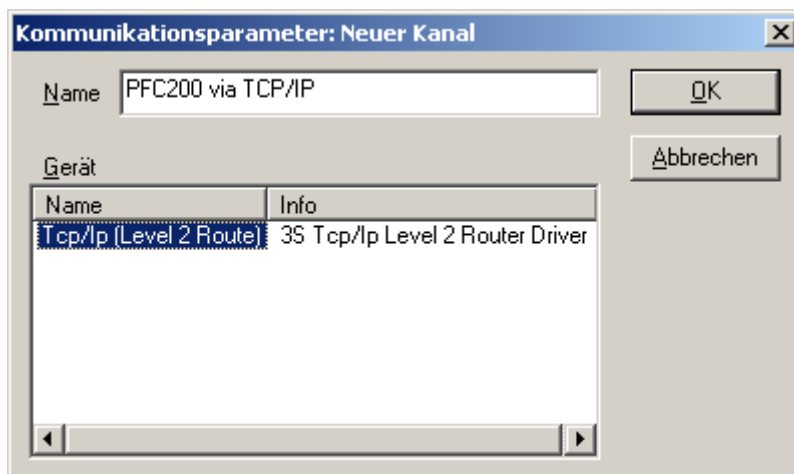 Kommunikationsparameter: Neuer Kanal
Name PFC200 via TCP/IP OK
Abbrechen
Gerät
Name Info
Tcp/Ip (Level 2 Route) 3S Tcp/Ip Level 2 Router Driver